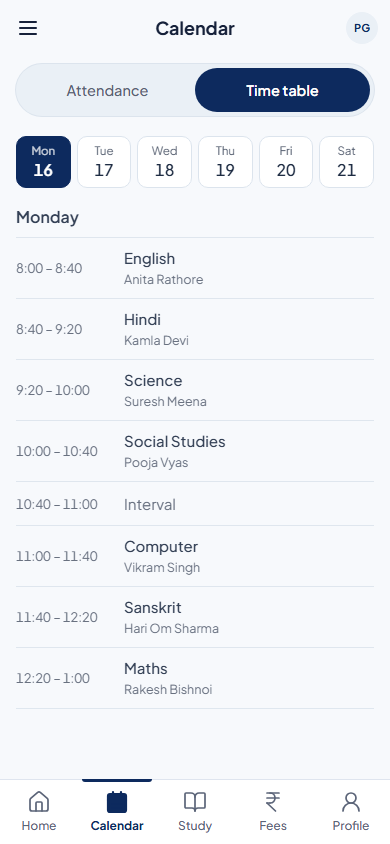 Calendar
PG
Attendance
Time table
Mon
16
Tue
17
Wed
18
Thu
19
Fri
20
Sat
21
Monday
8:00 – 8:40
English
Anita Rathore
8:40 – 9:20
Hindi
Kamla Devi
9:20 – 10:00
Science
Suresh Meena
10:00 – 10:40
Social Studies
Pooja Vyas
10:40 – 11:00
Interval
11:00 – 11:40
Computer
Vikram Singh
11:40 – 12:20
Sanskrit
Hari Om Sharma
12:20 – 1:00
Maths
Rakesh Bishnoi
Home
Calendar
Study
Fees
Profile